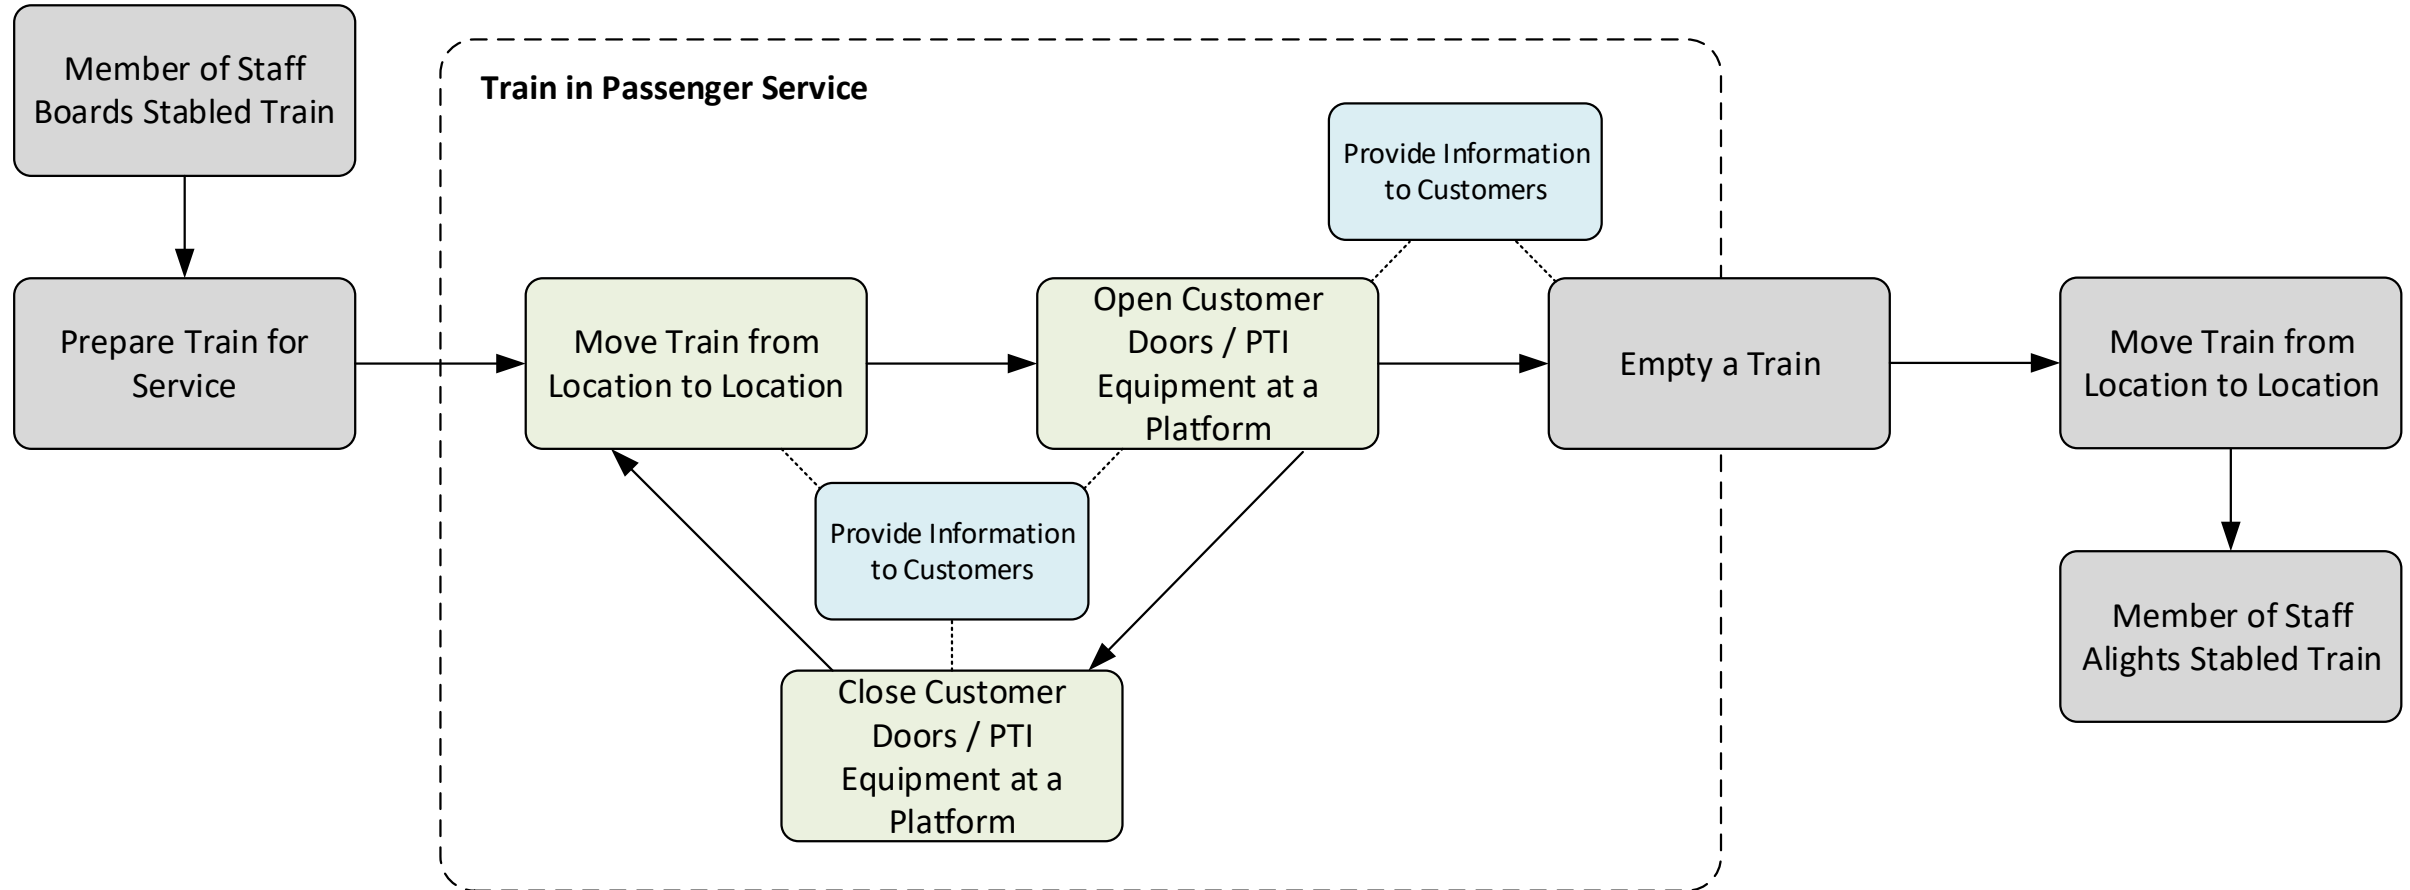 Member of Staff
Boards Stabled Train
Train in Passenger Service
Provide Information
to Customers
Prepare Train for
Service
Move Train from
Location to Location
Open Customer
Doors / PTI
Equipment at a
Platform
Empty a Train
Move Train from
Location to Location
Provide Information
to Customers
Member of Staff
Alights Stabled Train
Close Customer
Doors / PTI
Equipment at a
Platform